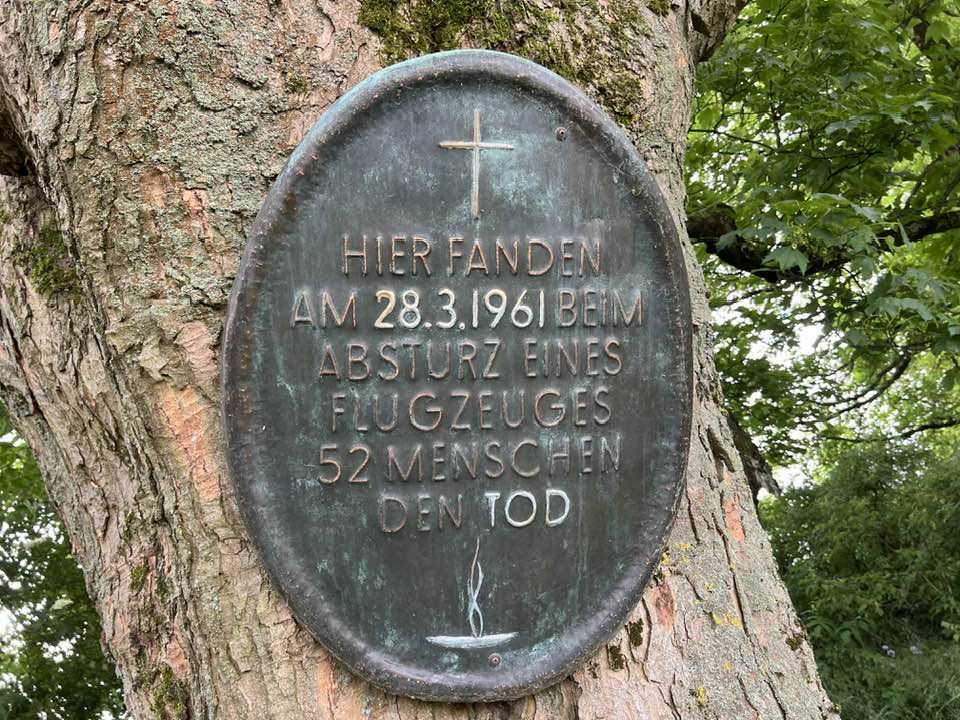 HIER FANDEN
AM 28.3.1961 BEIM
ABSTURZ EINES
FLUGZEUGES
52 MENSCHEN
DEN TOD